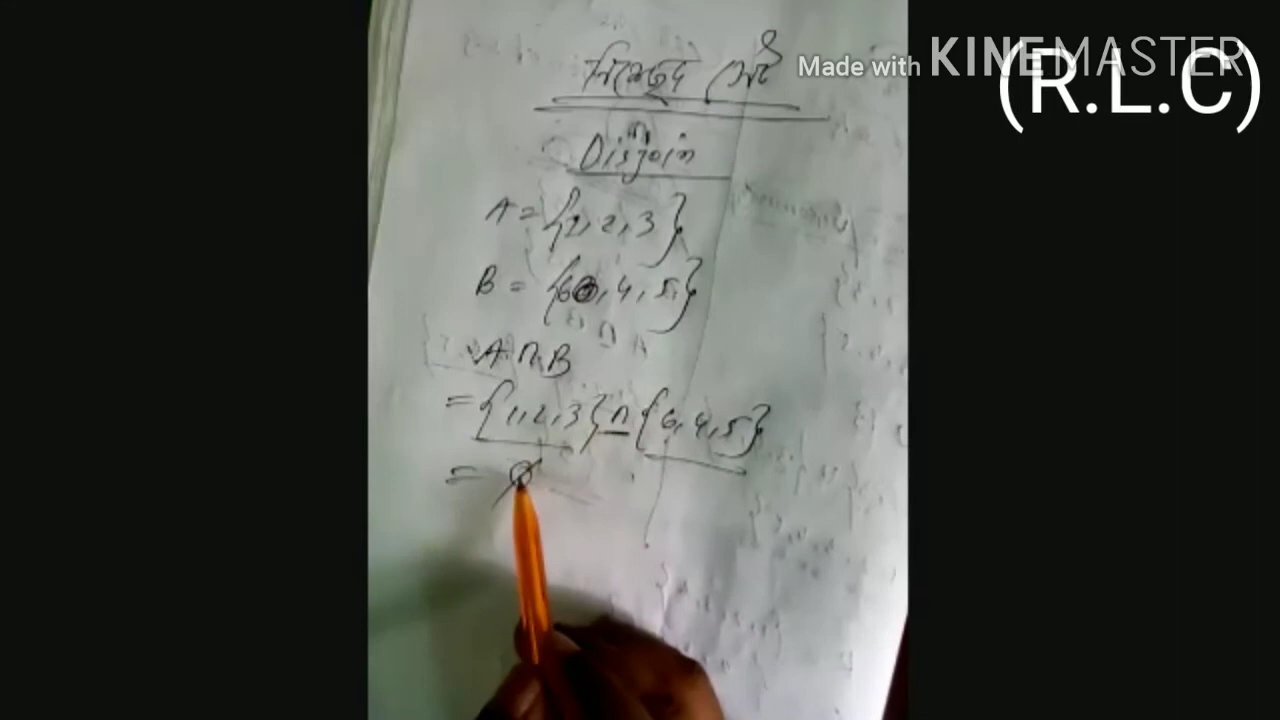 Made with KINEMASTER
(R.L.C)
নিশ্ছেদ সেট
Disjoin
A = {1, 2, 3}
B = {6, 4, 5}
A ∩ B
= {1, 2, 3} ∩ {6, 4, 5}
= Ø